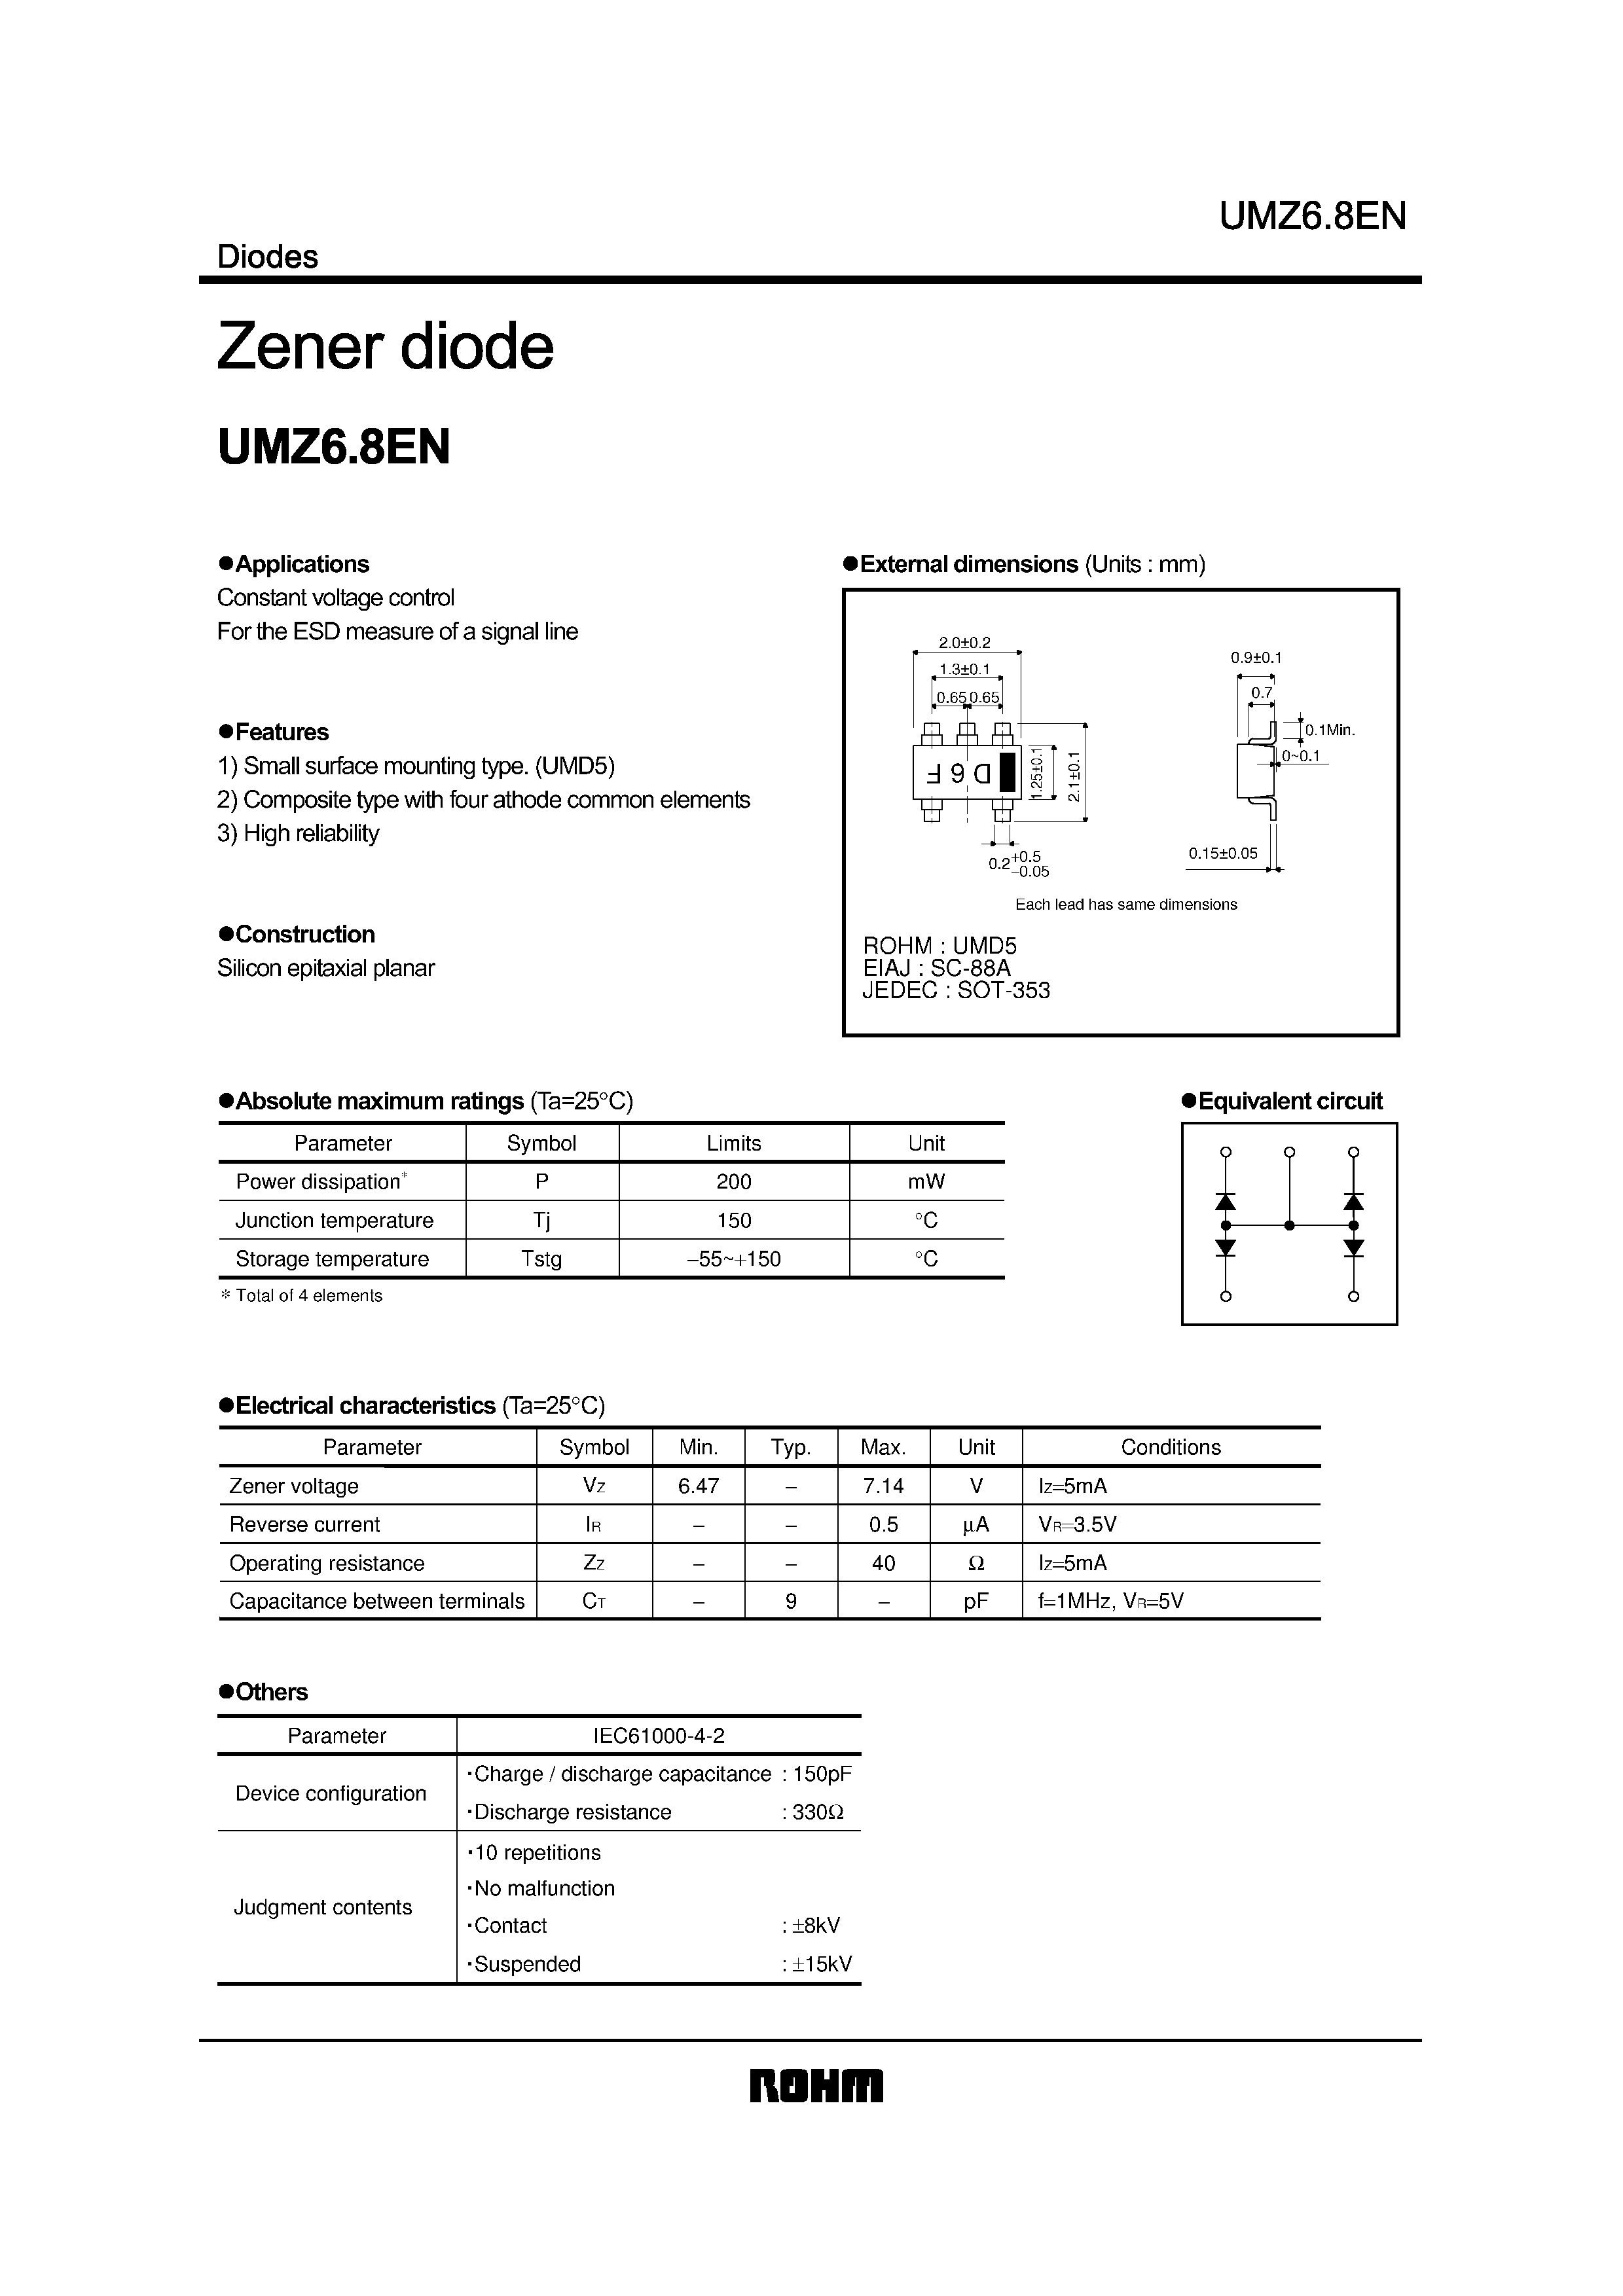 UMZ6.8EN
Diodes
Zener diode
UMZ6.8EN
●Applications
Constant voltage control
For the ESD measure of a signal line
●Features
1) Small surface mounting type. (UMD5)
2) Composite type with four athode common elements
3) High reliability
●Construction
Silicon epitaxial planar
●External dimensions (Units : mm)
2.0±0.2
1.3±0.1
0.65 0.65
D6F
1.25±0.1
2.1±0.1
0.2+0.5 −0.05
0.9±0.1
0.7
0.1Min.
0~0.1
0.15±0.05
Each lead has same dimensions
ROHM : UMD5
EIAJ : SC-88A
JEDEC : SOT-353
●Absolute maximum ratings (Ta=25°C)
Parameter Symbol Limits Unit
Power dissipation* P 200 mW
Junction temperature Tj 150 °C
Storage temperature Tstg −55~+150 °C
* Total of 4 elements
●Equivalent circuit
●Electrical characteristics (Ta=25°C)
Parameter Symbol Min. Typ. Max. Unit Conditions
Zener voltage VZ 6.47 − 7.14 V IZ=5mA
Reverse current IR − − 0.5 µA VR=3.5V
Operating resistance ZZ − − 40 Ω IZ=5mA
Capacitance between terminals CT − 9 − pF f=1MHz, VR=5V
●Others
Parameter IEC61000-4-2
Device configuration
･Charge / discharge capacitance : 150pF
･Discharge resistance : 330Ω
Judgment contents
･10 repetitions
･No malfunction
･Contact : ±8kV
･Suspended : ±15kV
ROHM